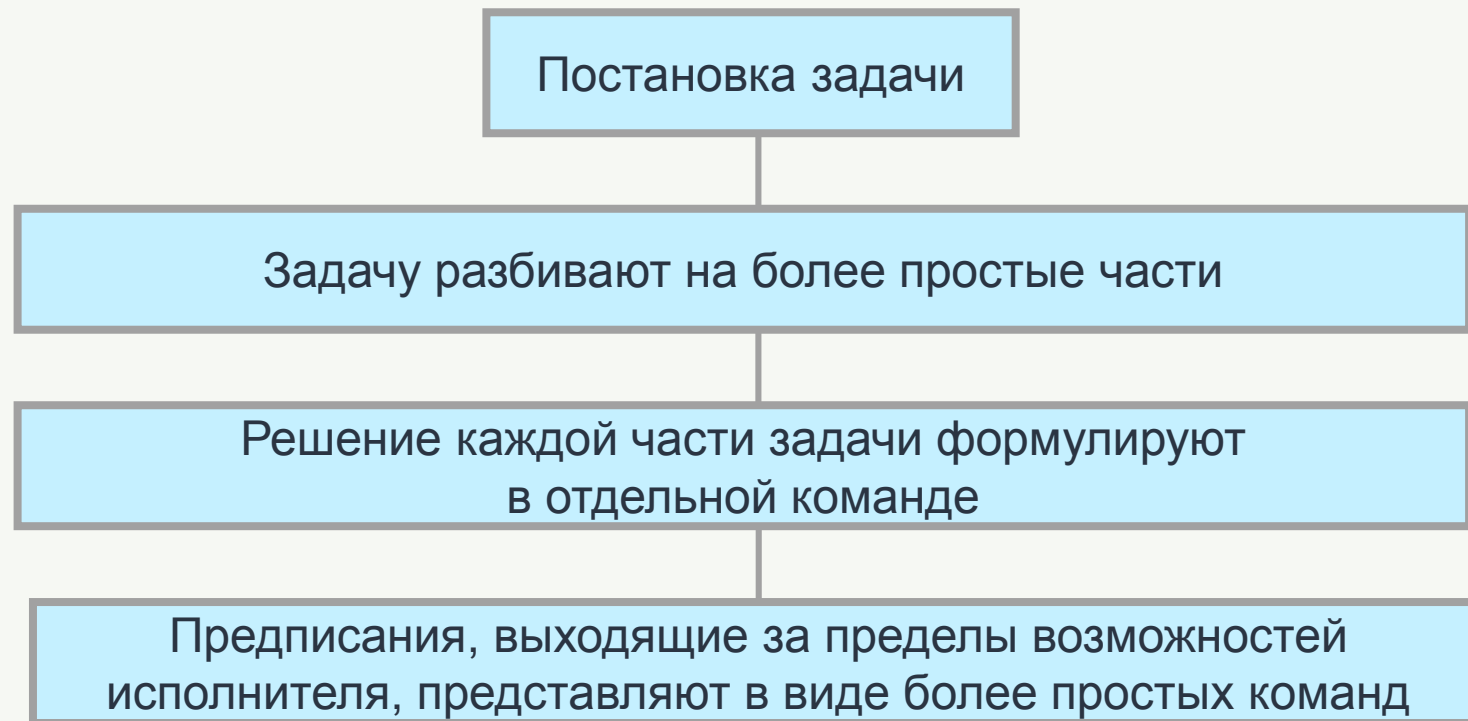 Постановка задачи
Задачу разбивают на более простые части
Решение каждой части задачи формулируют
в отдельной команде
Предписания, выходящие за пределы возможностей
исполнителя, представляют в виде более простых команд